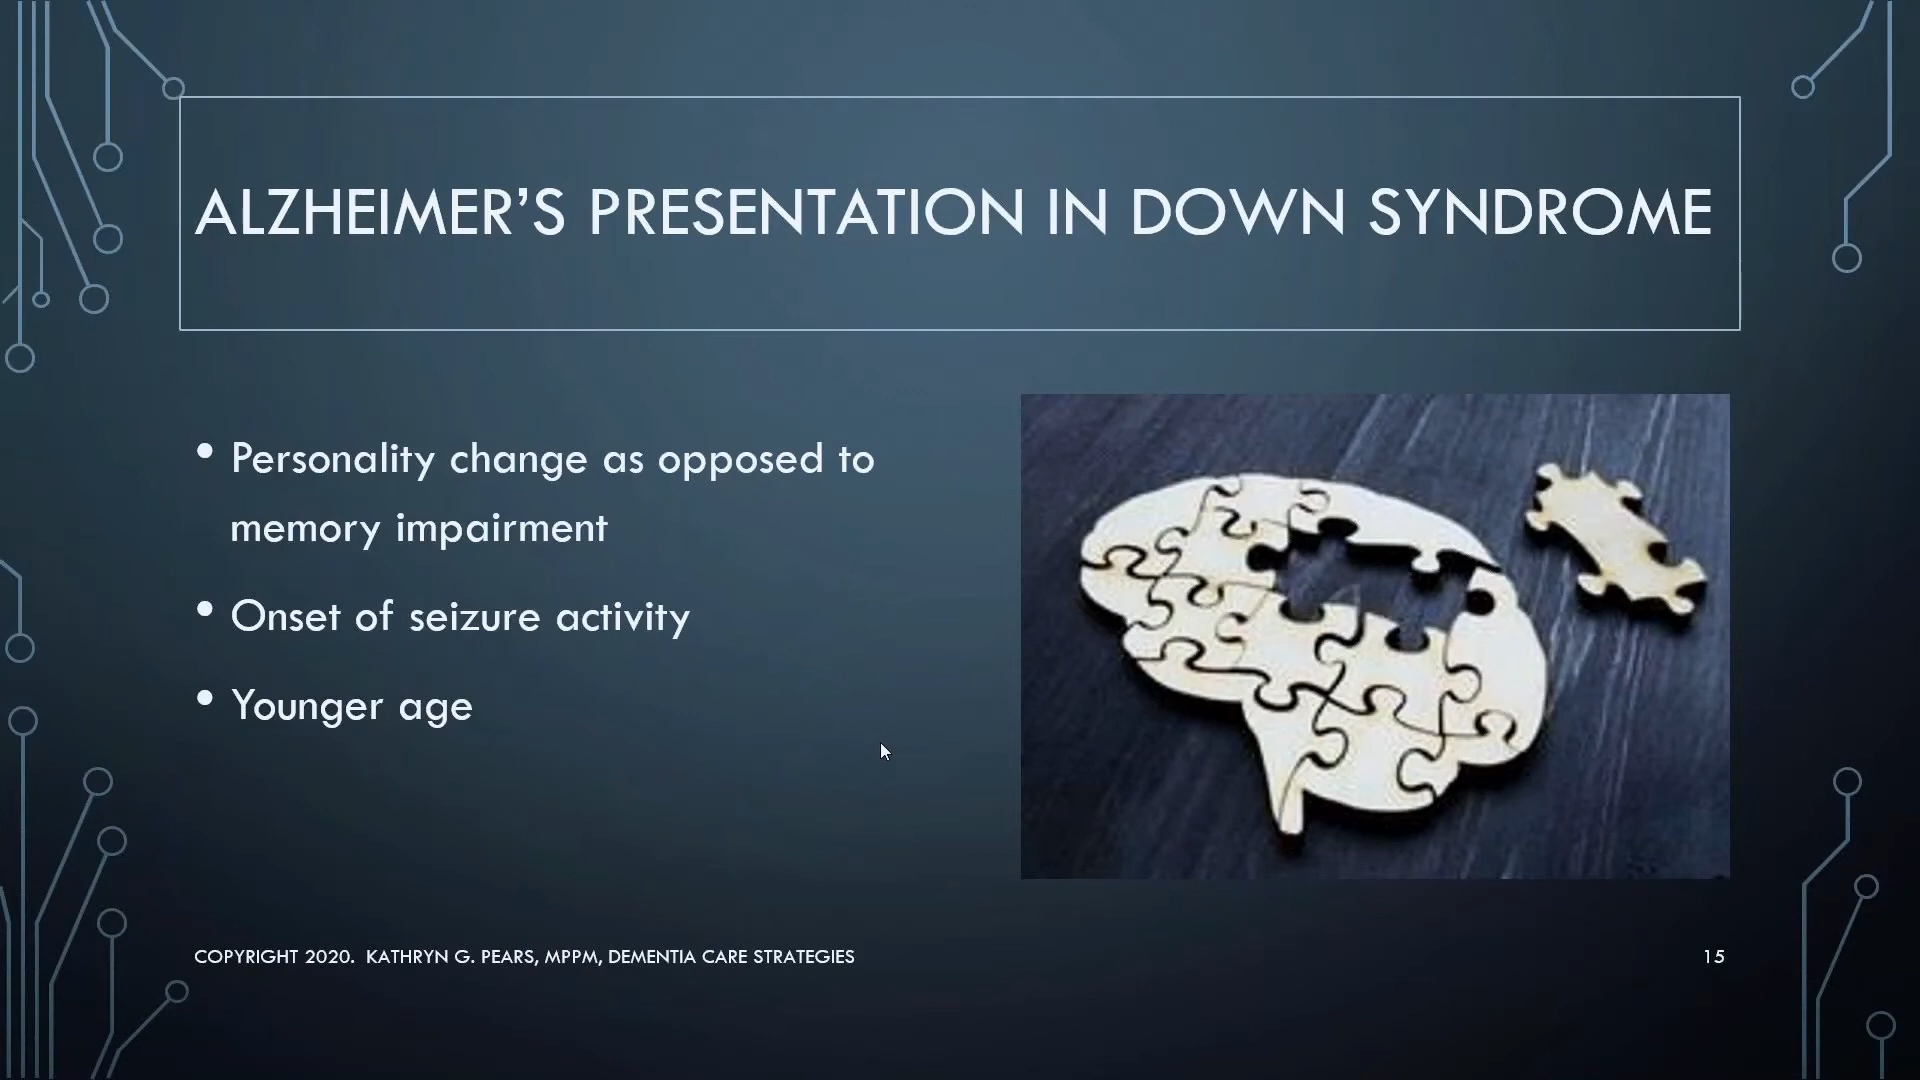 ALZHEIMER’S PRESENTATION IN DOWN SYNDROME
• Personality change as opposed to
memory impairment
• Onset of seizure activity
• Younger age
COPYRIGHT 2020.  KATHRYN G. PEARS, MPPM, DEMENTIA CARE STRATEGIES
15